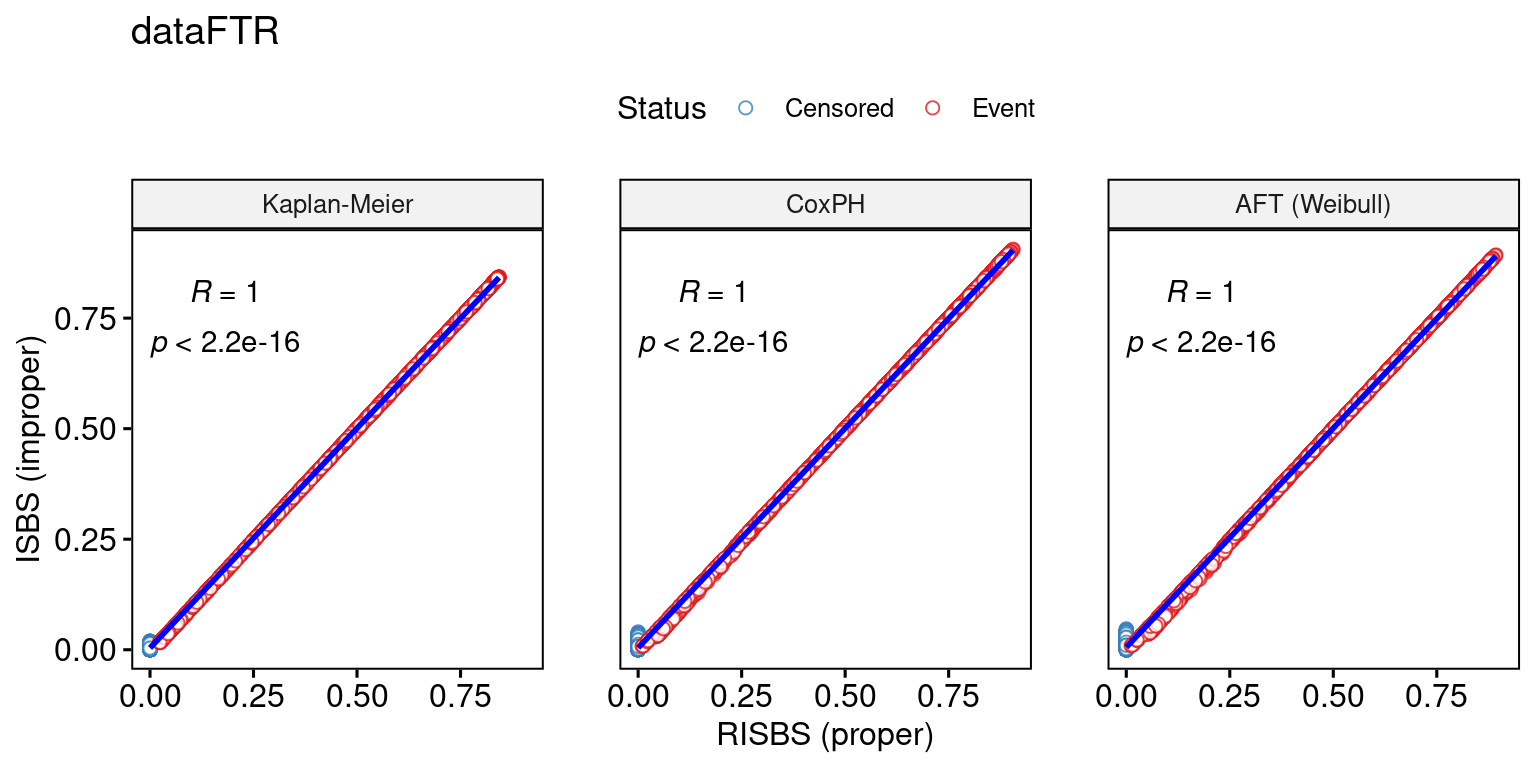 dataFTR
Status Censored Event
Kaplan-Meier CoxPH AFT (Weibull)
R = 1 R = 1 R = 1
p < 2.2e-16 p < 2.2e-16 p < 2.2e-16
ISBS (improper)
0.75
0.50
0.25
0.00
0.00 0.25 0.50 0.75 0.00 0.25 0.50 0.75 0.00 0.25 0.50 0.75
RISBS (proper)